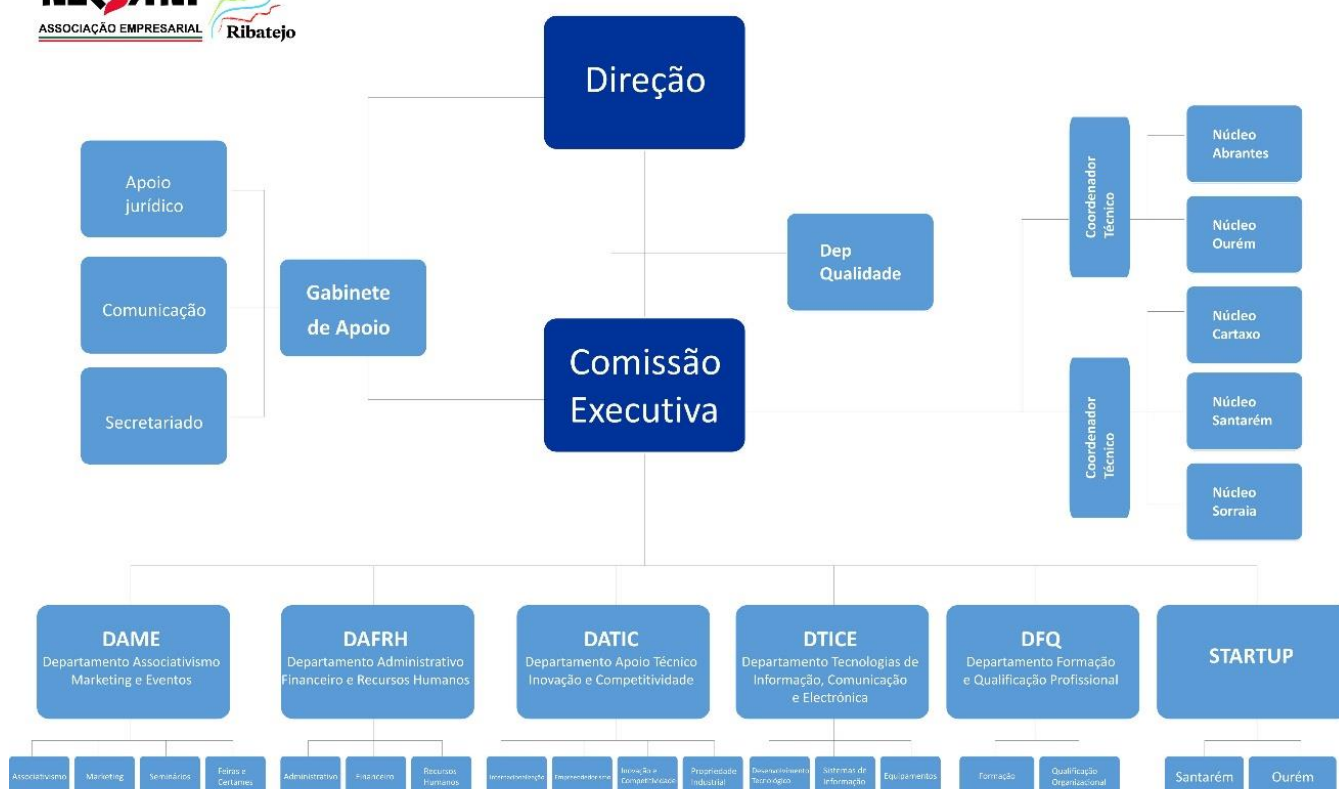 ASSOCIAÇÃO EMPRESARIAL
Ribatejo
Direção
Apoio
jurídico
Comunicação
Secretariado
Gabinete
de Apoio
Dep
Qualidade
Comissão
Executiva
Coordenador
Técnico
Núcleo
Abrantes
Núcleo
Ourém
Coordenador
Técnico
Núcleo
Cartaxo
Núcleo
Santarém
Núcleo
Sorraia
DAME
Departamento Associativismo
Marketing e Eventos
DAFRH
Departamento Administrativo
Financeiro e Recursos Humanos
DATIC
Departamento Apoio Técnico
Inovação e Competitividade
DTICE
Departamento Tecnologias de
Informação, Comunicação
e Electrónica
DFQ
Departamento Formação
e Qualificação Profissional
STARTUP
Associativismo
Marketing
Seminários
Feiras e
Certames
Administrativo
Financeiro
Recursos
Humanos
Internacionalização
Empreendedorismo
Inovação e
Competitividade
Propriedade
Industrial
Desenvolvimento
Tecnológico
Sistemas de
Informação
Equipamentos
Formação
Qualificação
Organizacional
Santarém
Ourém